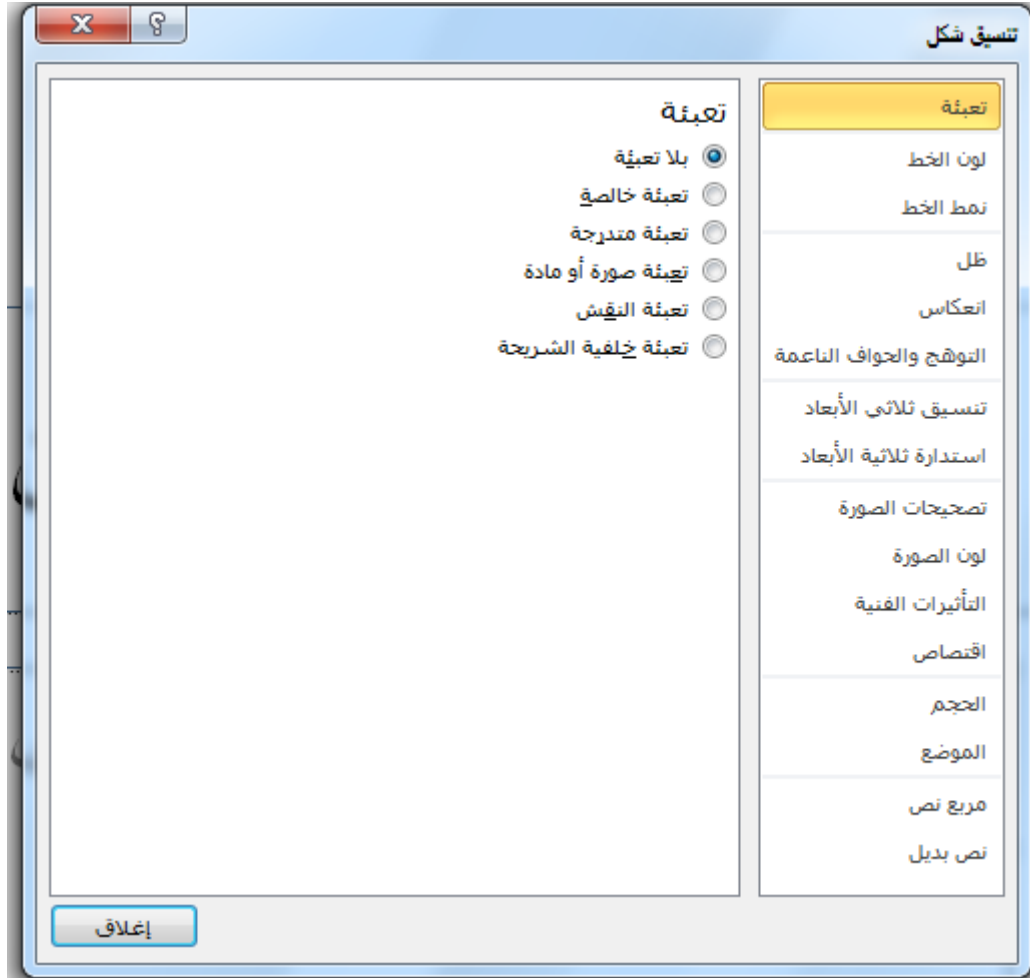 تنسيق شكل
تعبئة
لون الخط
نمط الخط
ظل
انعكاس
التوهج والحواف الناعمة
تنسيق ثلاثي الأبعاد
استدارة ثلاثية الأبعاد
تصحيحات الصورة
لون الصورة
التأثيرات الفنية
اقتصاص
الحجم
الموضع
مربع نص
نص بديل
تعبئة
بلا تعبئة
تعبئة خالصة
تعبئة متدرجة
تعبئة صورة أو مادة
تعبئة النقش
تعبئة خلفية الشريحة
إغلاق